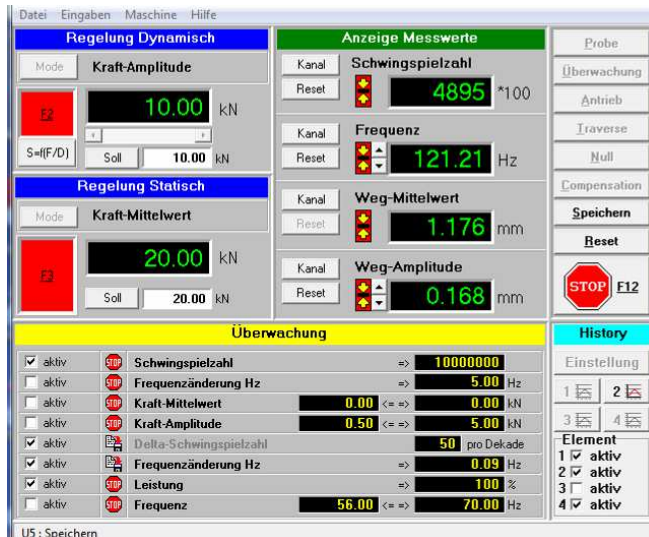 Datei Eingaben Maschine Hilfe
Regelung Dynamisch
Mode Kraft-Amplitude
F2 10.00 kN
S=f(F/D) Soll 10.00 kN
Regelung Statisch
Mode Kraft-Mittelwert
F3 20.00 kN
Soll 20.00 kN
Anzeige Messwerte
Kanal Schwingspielzahl
Reset 4895 *100
Kanal Frequenz
Reset 121.21 Hz
Kanal Weg-Mittelwert
Reset 1.176 mm
Kanal Weg-Amplitude
Reset 0.168 mm
Probe
Überwachung
Antrieb
Traverse
Null
Compensation
Speichern
Reset
STOP F12
Überwachung
aktiv STOP Schwingspielzahl => 10000000
aktiv STOP Frequenzänderung Hz => 5.00 Hz
aktiv STOP Kraft-Mittelwert 0.00 <= => 0.00 kN
aktiv STOP Kraft-Amplitude 0.50 <= => 5.00 kN
aktiv Delta-Schwingspielzahl 50 pro Dekade
aktiv Frequenzänderung Hz => 0.09 Hz
aktiv STOP Leistung => 100 %
aktiv STOP Frequenz 56.00 <= => 70.00 Hz
History
Einstellung
1 2
3 4
Element
1 aktiv
2 aktiv
3 aktiv
4 aktiv
U5 : Speichern